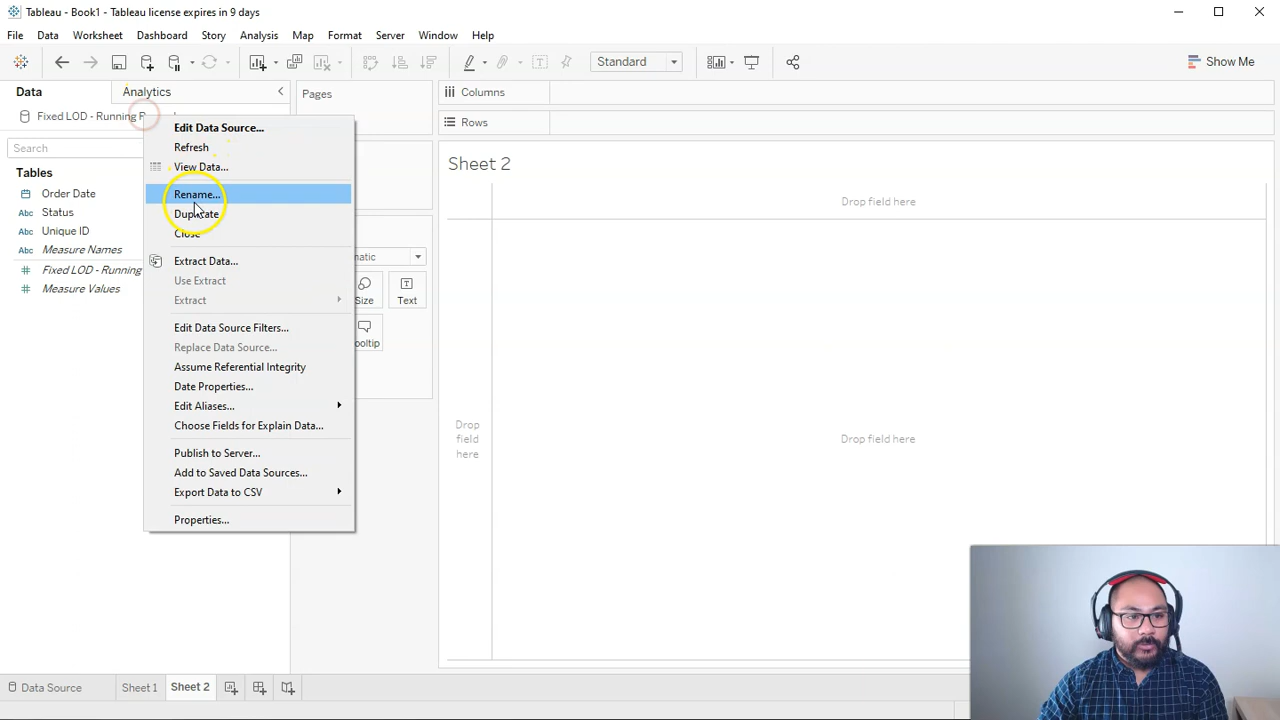 Tableau - Book1 - Tableau license expires in 9 days
File Data Worksheet Dashboard Story Analysis Map Format Server Window Help
Standard
Show Me
Data Analytics
Pages
Columns
Fixed LOD - Running
Rows
Edit Data Source...
Refresh
Search
View Data...
Sheet 2
Tables
Order Date
Rename...
Drop field here
Status
Duplicate
Unique ID
Close
Measure Names
Fixed LOD - Running
Extract Data...
Measure Values
Use Extract
Size
Text
Extract
Edit Data Source Filters...
Replace Data Source...
Assume Referential Integrity
Date Properties...
Edit Aliases...
Choose Fields for Explain Data...
Drop
field
here
Drop field here
Publish to Server...
Add to Saved Data Sources...
Export Data to CSV
Properties...
Data Source
Sheet 1
Sheet 2